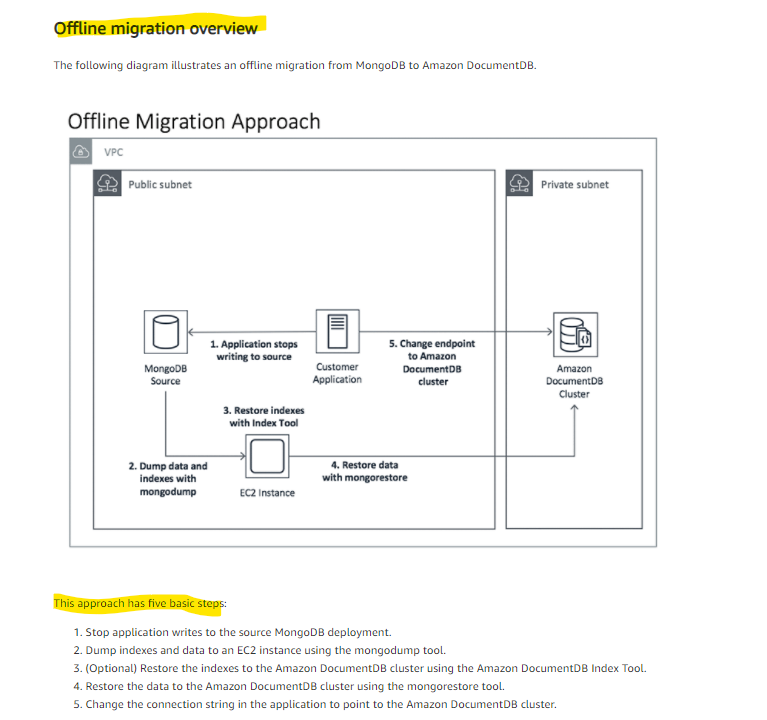 Offline migration overview
The following diagram illustrates an offline migration from MongoDB to Amazon DocumentDB.
Offline Migration Approach
VPC
Public subnet
Private subnet
1. Application stops
writing to source
5. Change endpoint
to Amazon
DocumentDB
cluster
MongoDB
Source
Customer
Application
Amazon
DocumentDB
Cluster
3. Restore indexes
with Index Tool
2. Dump data and
indexes with
mongodump
4. Restore data
with mongorestore
EC2 Instance
This approach has five basic steps:
1. Stop application writes to the source MongoDB deployment.
2. Dump indexes and data to an EC2 instance using the mongodump tool.
3. (Optional) Restore the indexes to the Amazon DocumentDB cluster using the Amazon DocumentDB Index Tool.
4. Restore the data to the Amazon DocumentDB cluster using the mongorestore tool.
5. Change the connection string in the application to point to the Amazon DocumentDB cluster.